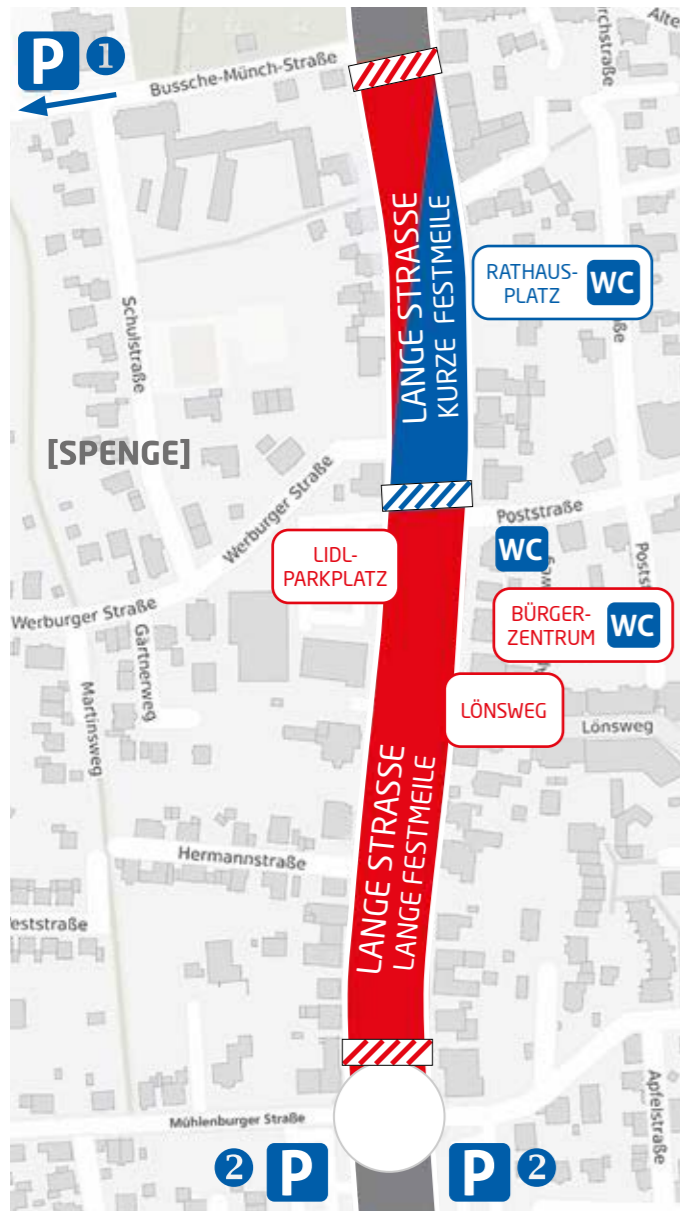 P 1
Bussche-Münch-Straße
Alte
rchstraße
LANGE STRASSE
KURZE FESTMEILE
RATHAUS-
PLATZ
WC
Schulstraße
ße
[SPENGE]
Werburger Straße
Poststraße
WC
LIDL-
PARKPLATZ
Posts
BÜRGER-
ZENTRUM
WC
Werburger Straße
Gärtnerweg
Martinsweg
LÖNSWEG
Lönsweg
LANGE STRASSE
LANGE FESTMEILE
Hermannstraße
eststraße
Mühlenburger Straße
Apfelstraße
2 P
P 2